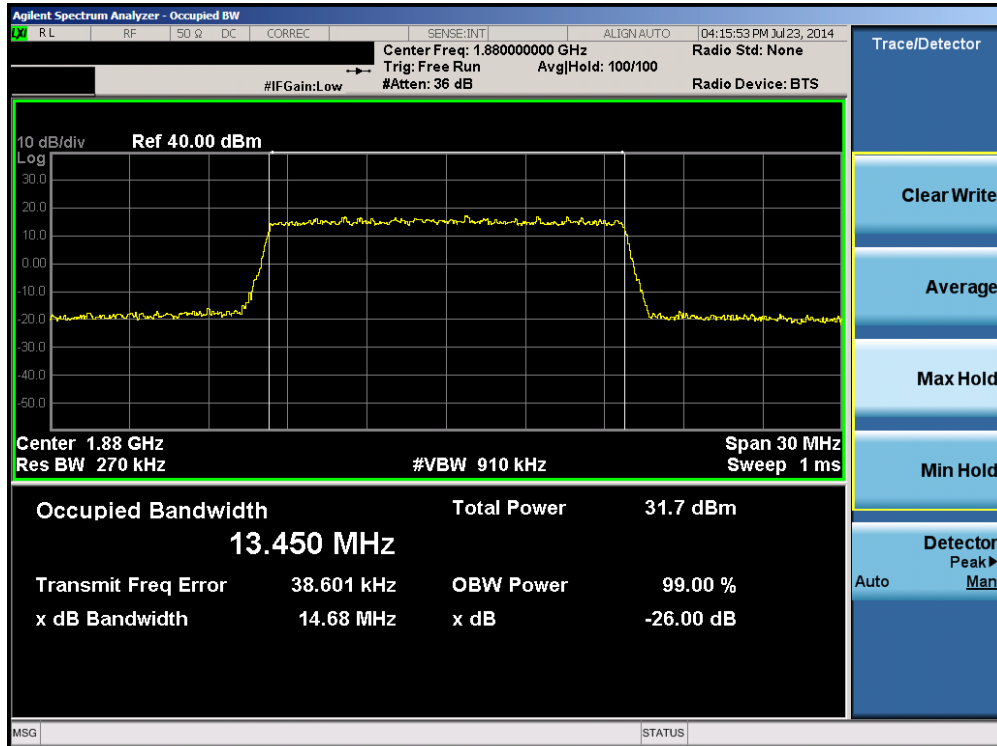 Agilent Spectrum Analyzer - Occupied BW
LXI RL RF 50 Ω DC CORREC SENSE:INT ALIGN AUTO 04:15:53 PM Jul 23, 2014
Center Freq: 1.880000000 GHz Radio Std: None
Trig: Free Run Avg|Hold: 100/100
#IFGain:Low #Atten: 36 dB Radio Device: BTS
Trace/Detector
10 dB/div Ref 40.00 dBm
Log
30.0
20.0
10.0
0.00
-10.0
-20.0
-30.0
-40.0
-50.0
Center 1.88 GHz Span 30 MHz
Res BW 270 kHz #VBW 910 kHz Sweep 1 ms
Occupied Bandwidth Total Power 31.7 dBm
13.450 MHz
Transmit Freq Error 38.601 kHz OBW Power 99.00 %
x dB Bandwidth 14.68 MHz x dB -26.00 dB
Clear Write
Average
Max Hold
Min Hold
Detector
Peak▶
Auto Man
MSG STATUS